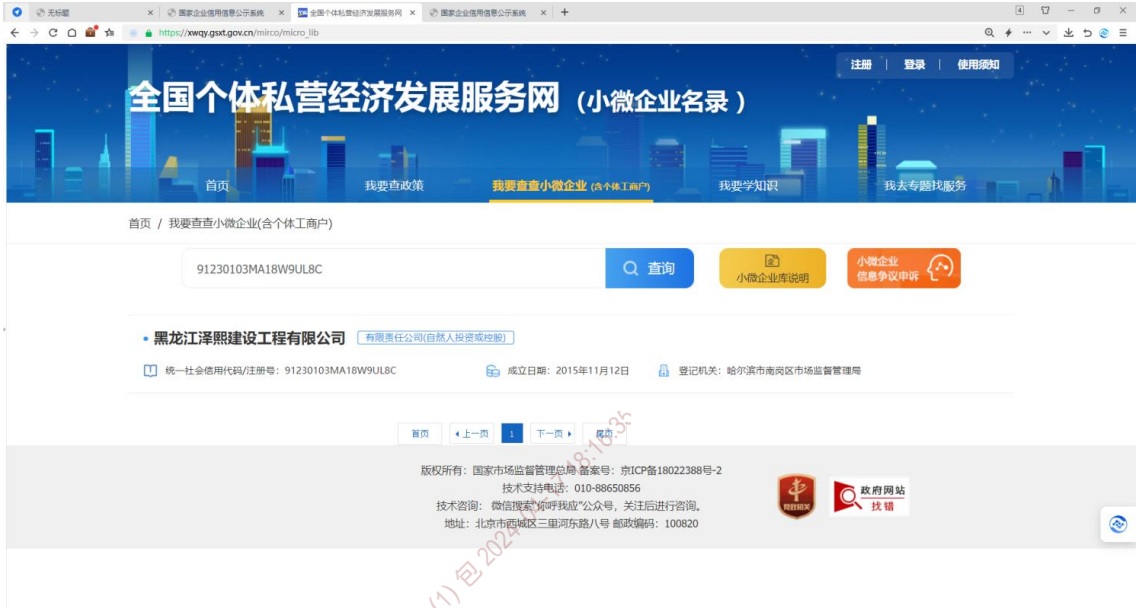 无标题 国家企业信用信息公示系统 全国个体私营经济发展服务网 国家企业信用信息公示系统
4
https://xwqy.gsxt.gov.cn/mirco/micro_lib
注册 登录 使用须知
全国个体私营经济发展服务网 (小微企业名录)
首页 我要查政策 我要查查小微企业 (含个体工商户) 我要学知识 我去专题找服务
首页 / 我要查查小微企业(含个体工商户)
91230103MA18W9UL8C 查询 小微企业库说明 小微企业
信息争议申诉
黑龙江泽熙建设工程有限公司 有限责任公司(自然人投资或控股)
统一社会信用代码/注册号：91230103MA18W9UL8C 成立日期：2015年11月12日 登记机关：哈尔滨市南岗区市场监督管理局
首页 上一页 1 下一页 尾页
版权所有：国家市场监督管理总局 备案号：京ICP备18022388号-2
技术支持电话：010-88650856
技术咨询：微信搜索“你呼我应”公众号，关注后进行咨询。
地址：北京市西城区三里河东路八号 邮政编码：100820
党政机关
政府网站
找错
(1) 包 2024-04-17 18:16:35